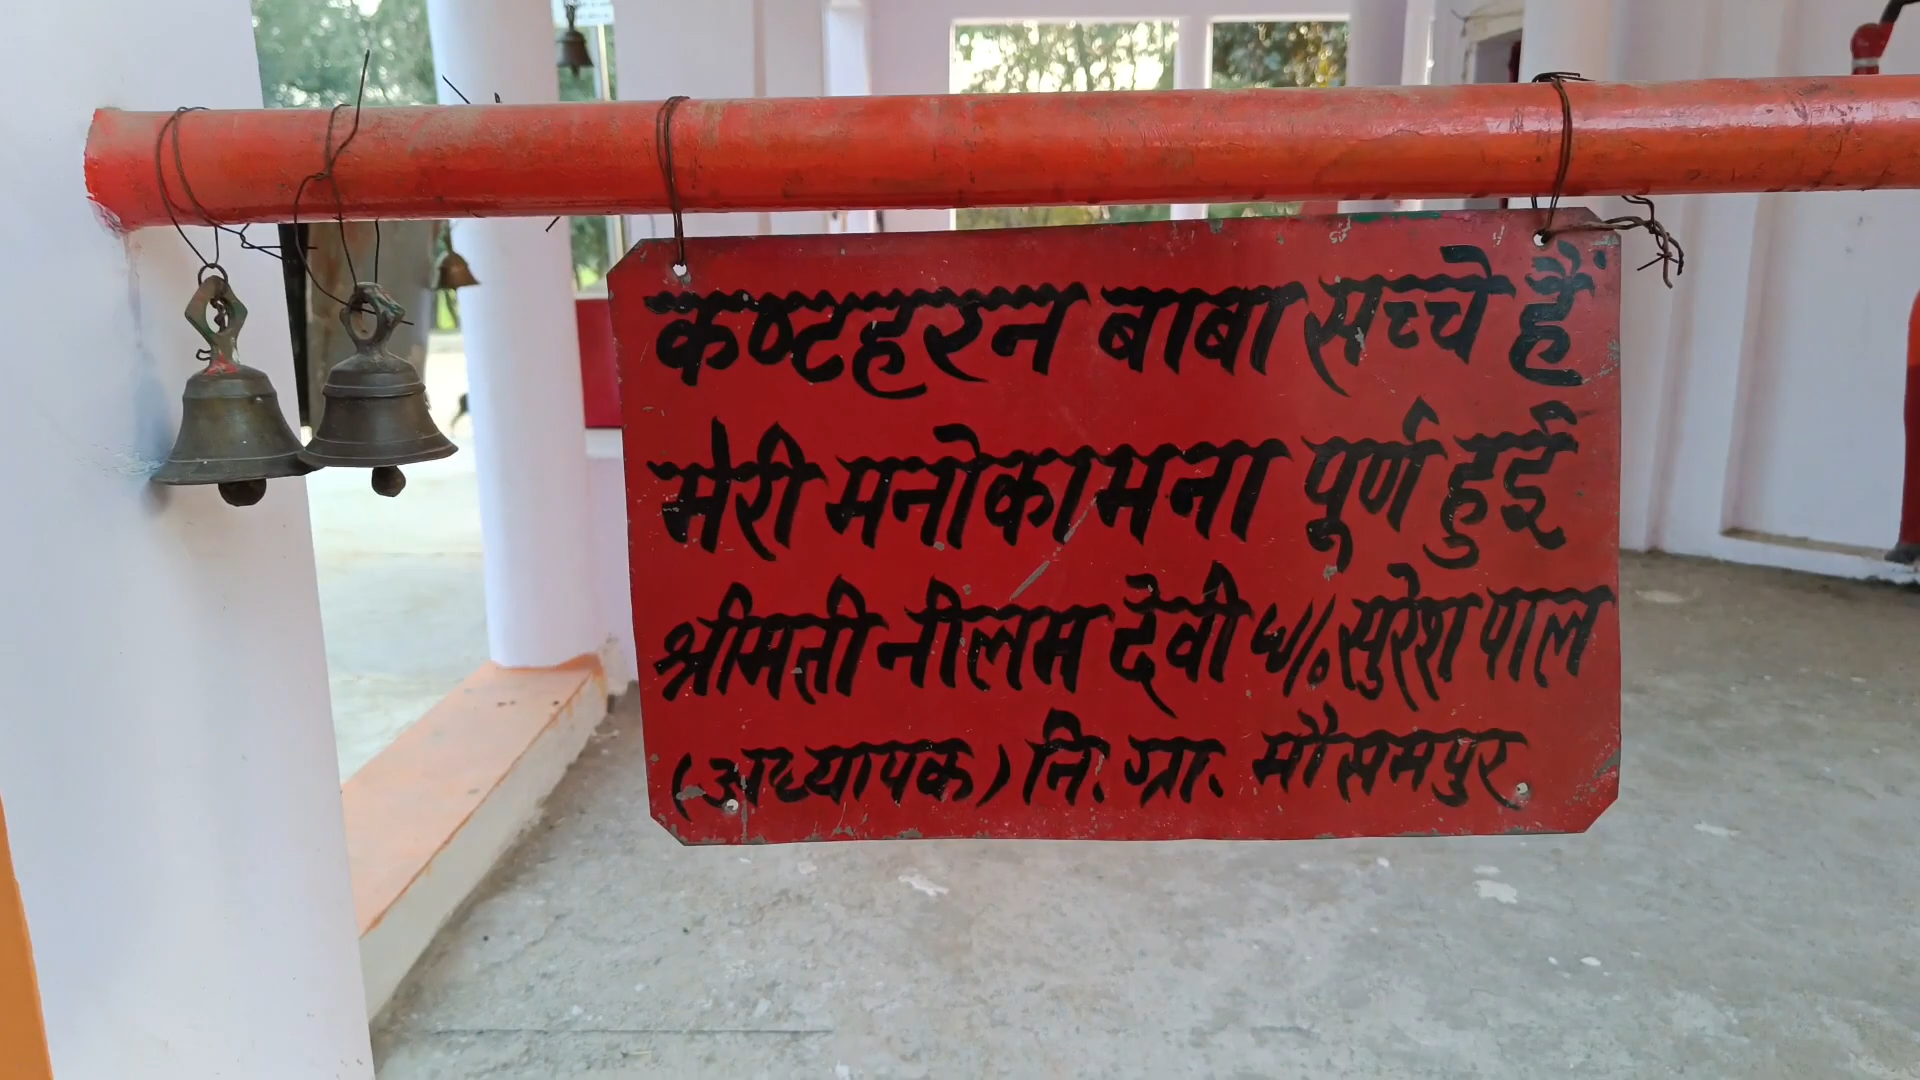 कष्टहरन बाबा सच्चे हैं
मेरी मनोकामना पूर्ण हुई
श्रीमती नीलम देवी W/o सुरेश पाल
(अध्यापक) नि. ग्रा. मौसमपुर